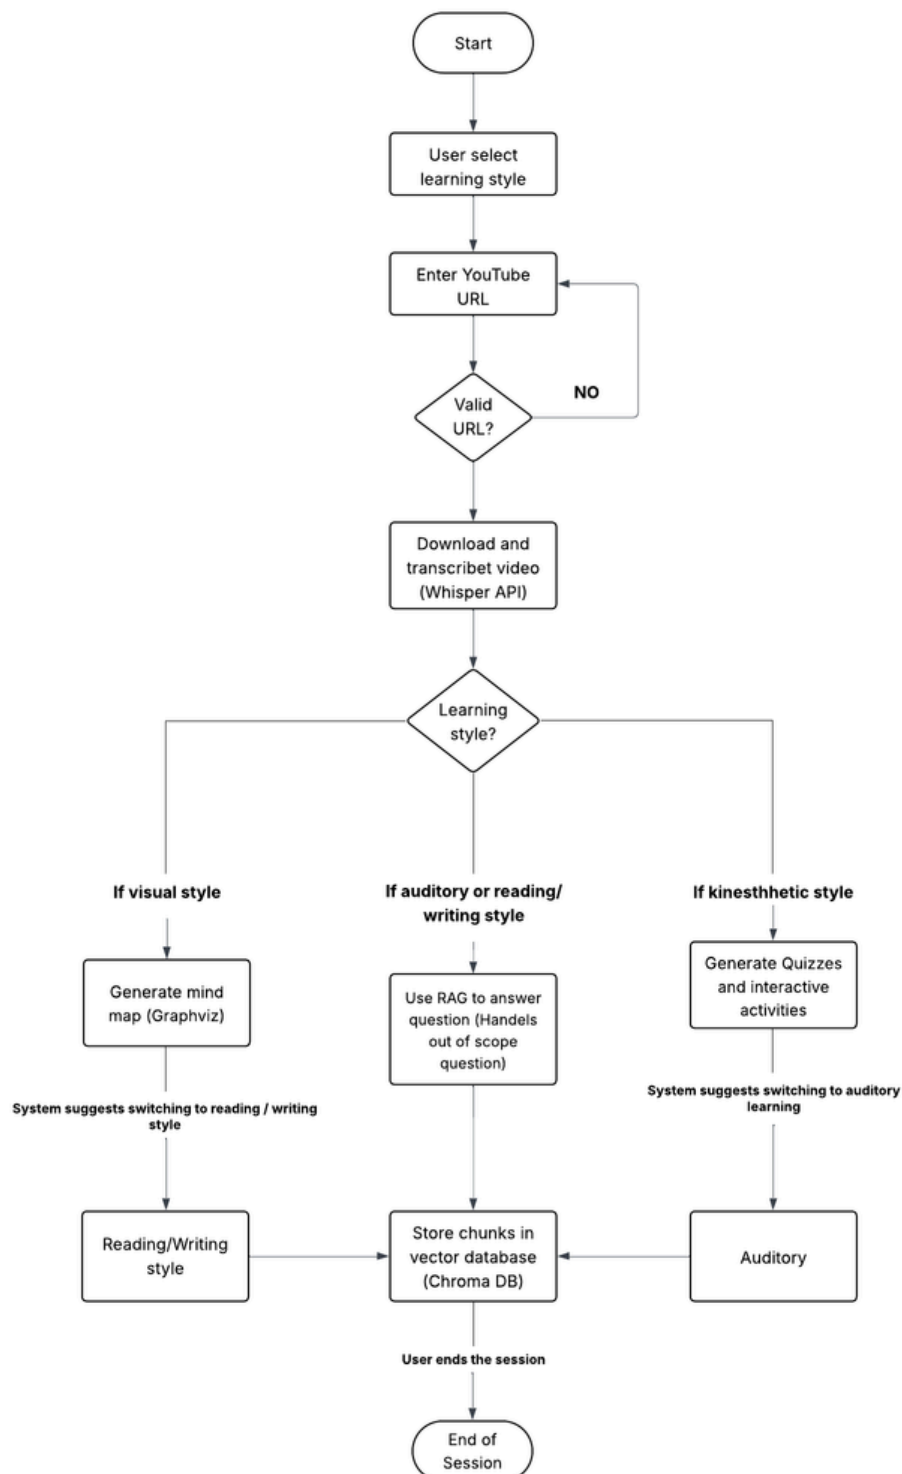 Start
User select
learning style
Enter YouTube
URL
Valid
URL?
NO
Download and
transcribet video
(Whisper API)
Learning
style?
If visual style
If auditory or reading/
writing style
If kinesthhetic style
Generate mind
map (Graphviz)
Use RAG to answer
question (Handels
out of scope
question)
Generate Quizzes
and interactive
activities
System suggests switching to reading / writing
style
System suggests switching to auditory
learning
Reading/Writing
style
Store chunks in
vector database
(Chroma DB)
Auditory
User ends the session
End of
Session